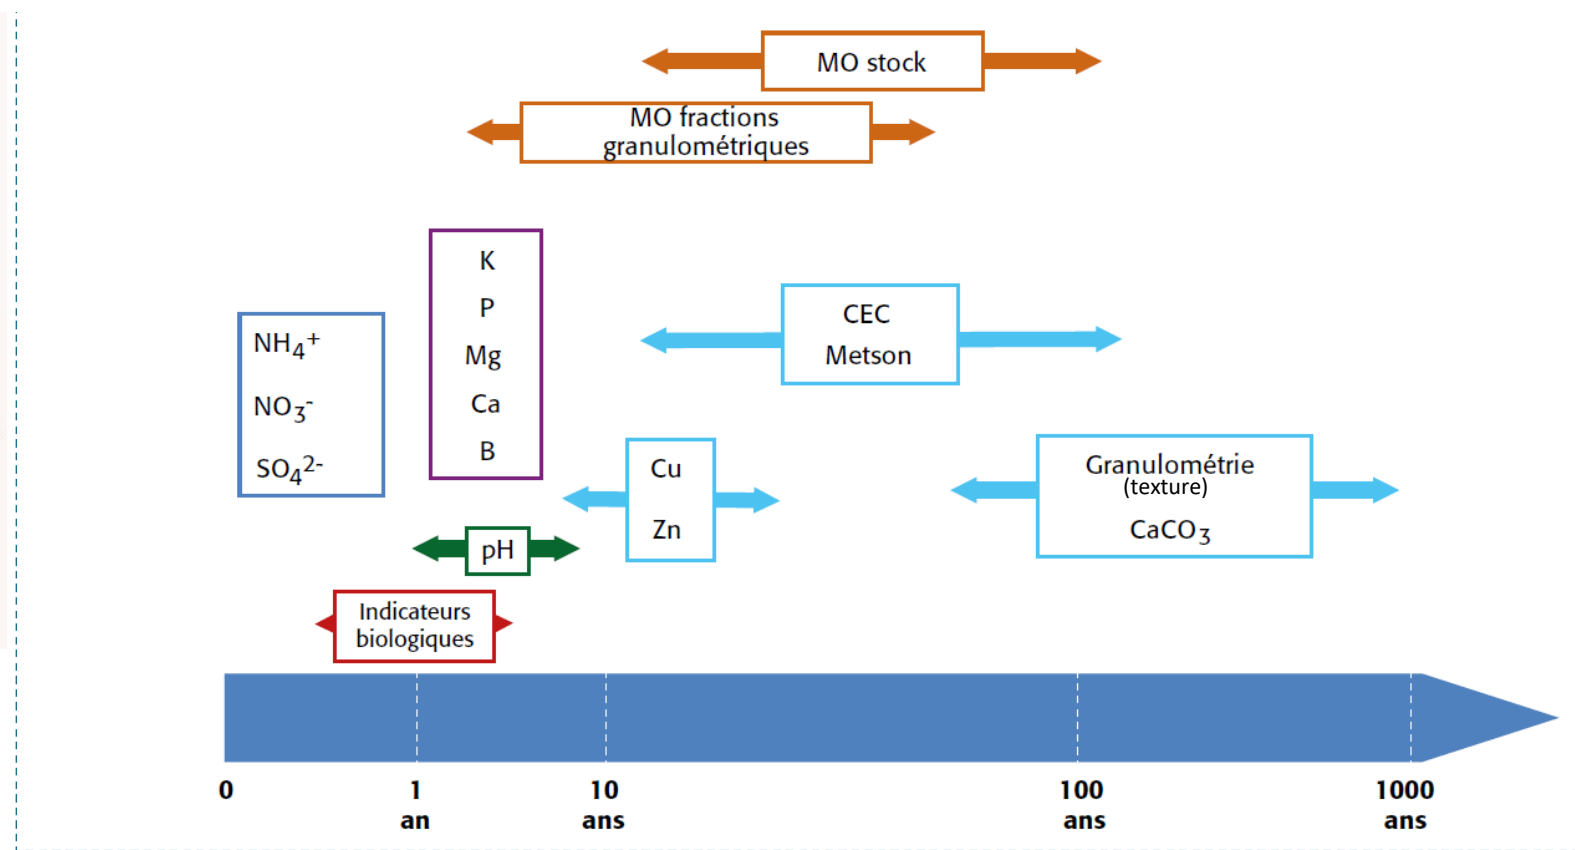 MO stock
MO fractions
granulométriques
K
P
Mg
Ca
B
NH₄⁺
NO₃⁻
SO₄²⁻
CEC
Metson
Cu
Zn
Granulométrie
(texture)
CaCO₃
pH
Indicateurs
biologiques
0
1
an
10
ans
100
ans
1000
ans